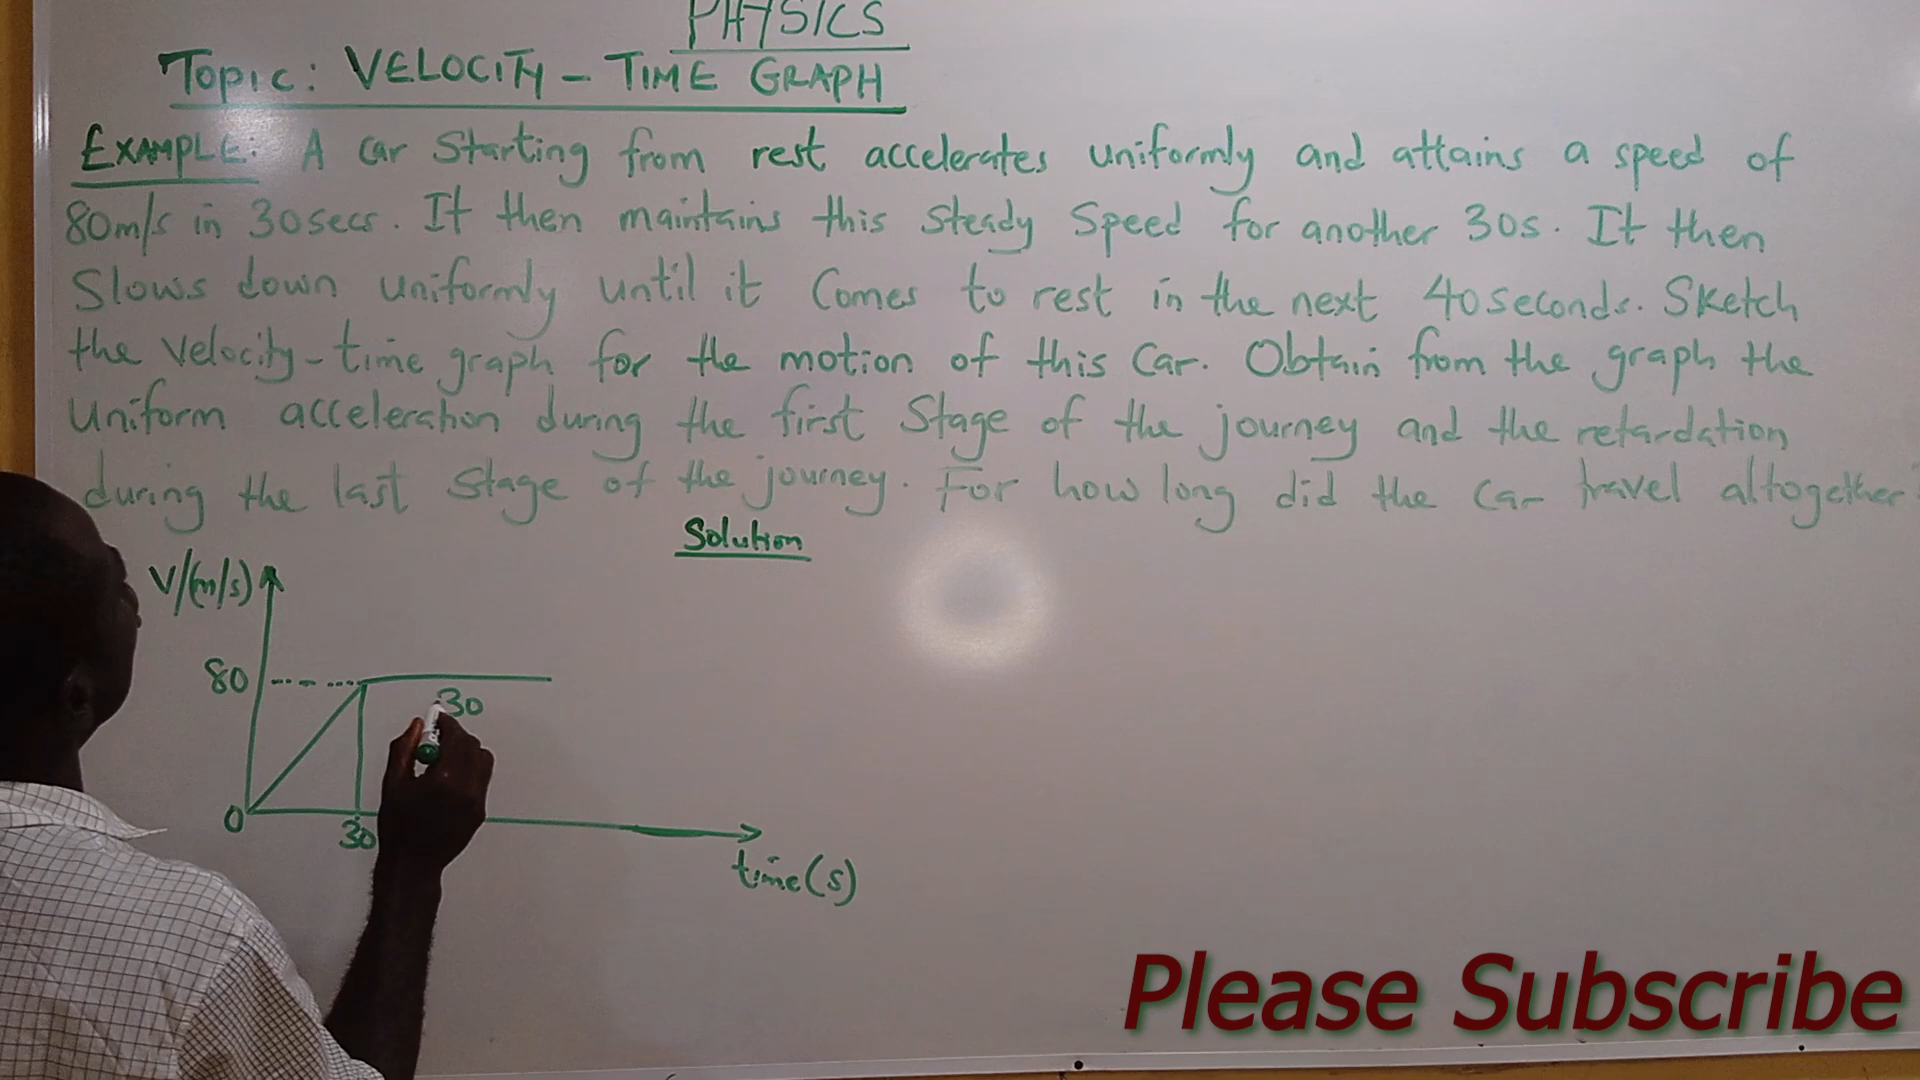 PHYSICS
Topic: VELOCITY - TIME GRAPH
EXAMPLE: A car starting from rest accelerates uniformly and attains a speed of
80m/s in 30secs. It then maintains this steady speed for another 30s. It then
slows down uniformly until it comes to rest in the next 40seconds. Sketch
the velocity-time graph for the motion of this car. Obtain from the graph the
uniform acceleration during the first stage of the journey and the retardation
during the last stage of the journey. For how long did the car travel altogether?
Solution
V/(m/s)
80
30
0
30
time(s)
Please Subscribe